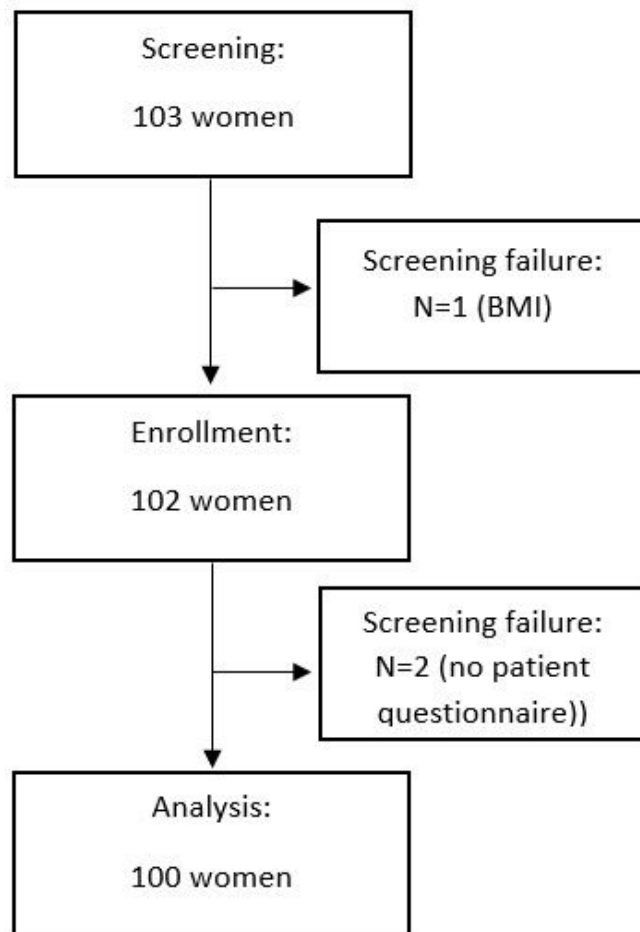 Screening:
103 women
Screening failure:
N=1 (BMI)
Enrollment:
102 women
Screening failure:
N=2 (no patient
questionnaire))
Analysis:
100 women